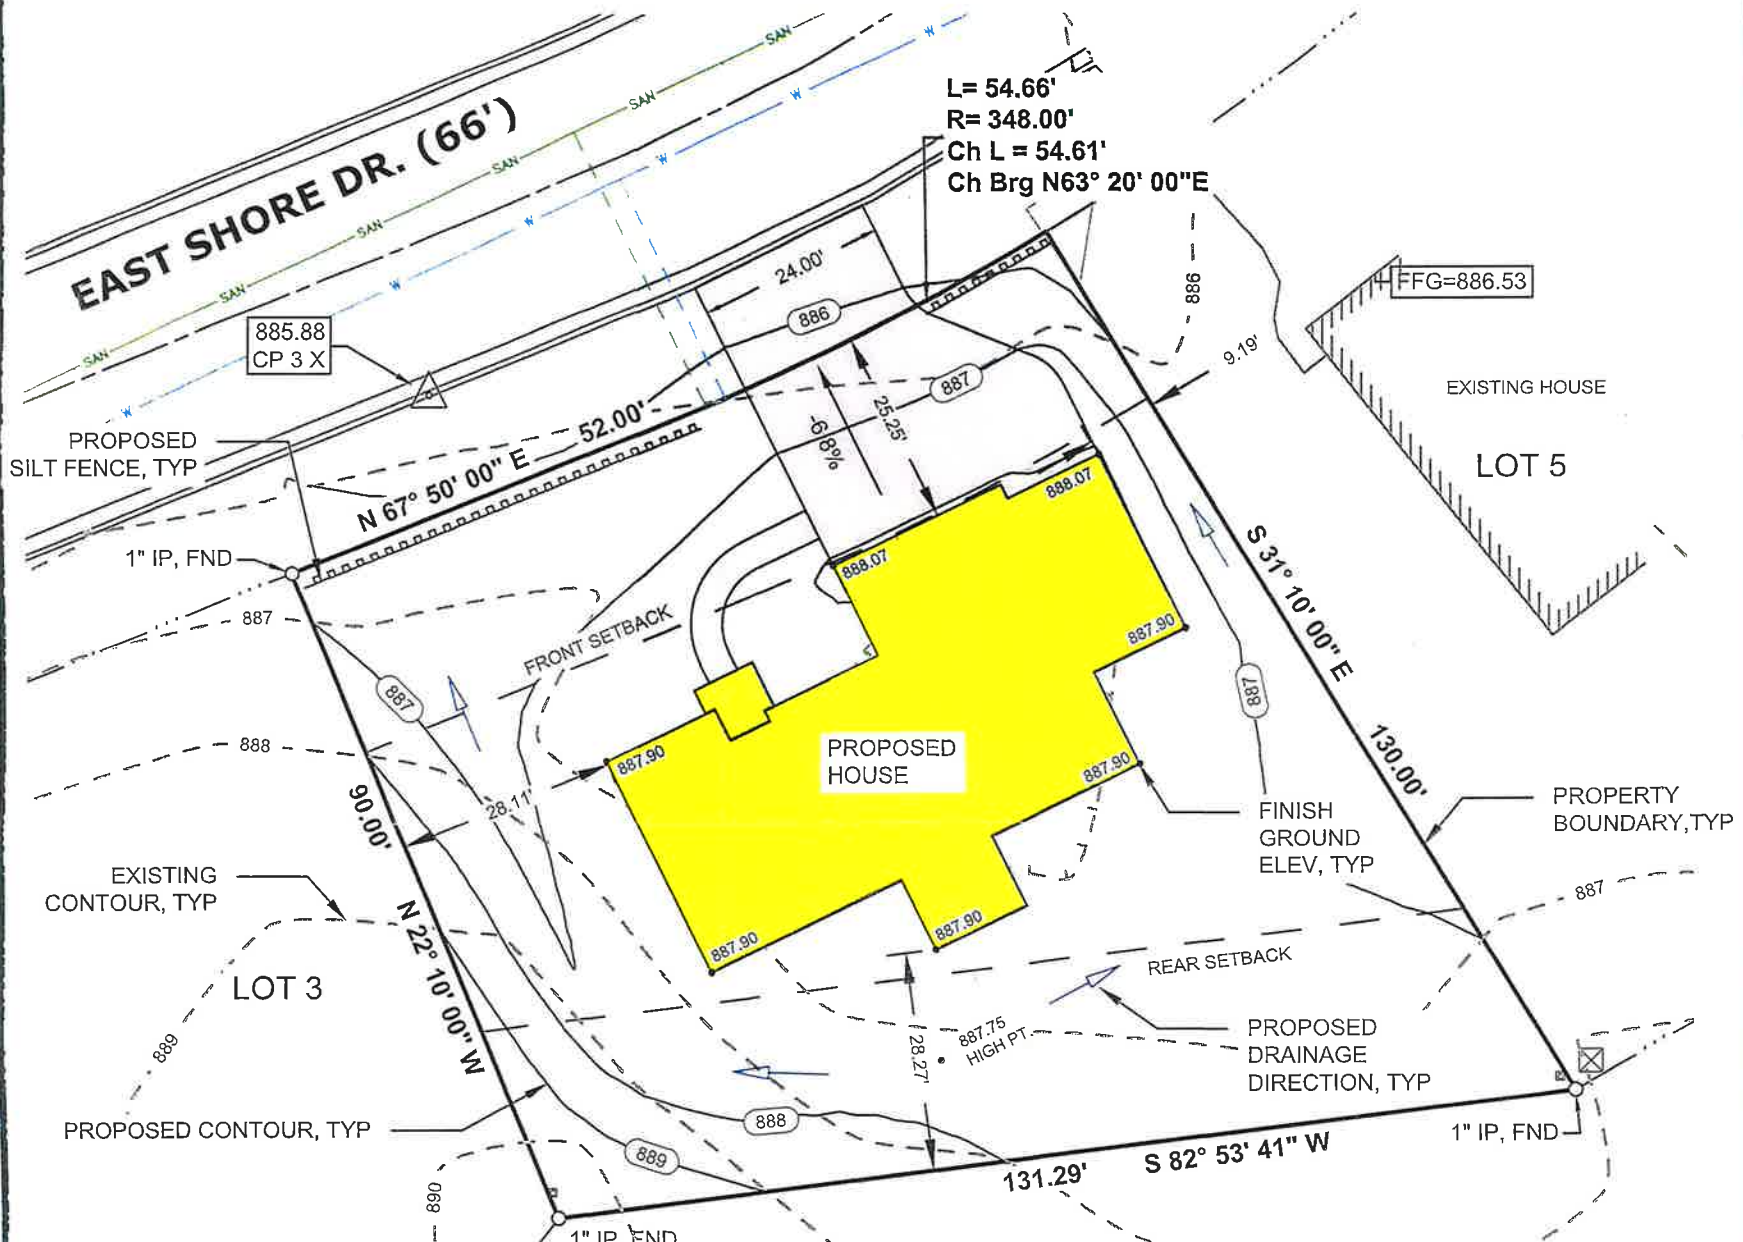 L= 54.66'
R= 348.00'
Ch L = 54.61'
Ch Brg N63° 20' 00"E
EAST SHORE DR. (66')
SAN
SAN
SAN
SAN
SAN
SAN
W
W
W
W
W
W
W
885.88
CP 3 X
24.00'
886
886
FFG=886.53
9.19'
EXISTING HOUSE
LOT 5
PROPOSED
SILT FENCE, TYP
N 67° 50' 00" E
52.00'
25.25'
-6.8%
887
1" IP, FND
888.07
888.07
S 31° 10' 00" E
130.00'
887
FRONT SETBACK
887
887.90
887
888
887.90
PROPOSED
HOUSE
887.90
28.11'
90.00'
N 22° 10' 00" W
FINISH
GROUND
ELEV, TYP
PROPERTY
BOUNDARY,TYP
EXISTING
CONTOUR, TYP
887
887.90
887.90
LOT 3
REAR SETBACK
889
28.27'
887.75
HIGH PT.
PROPOSED
DRAINAGE
DIRECTION, TYP
PROPOSED CONTOUR, TYP
888
889
890
131.29'
S 82° 53' 41" W
1" IP, FND
1" IP, FND